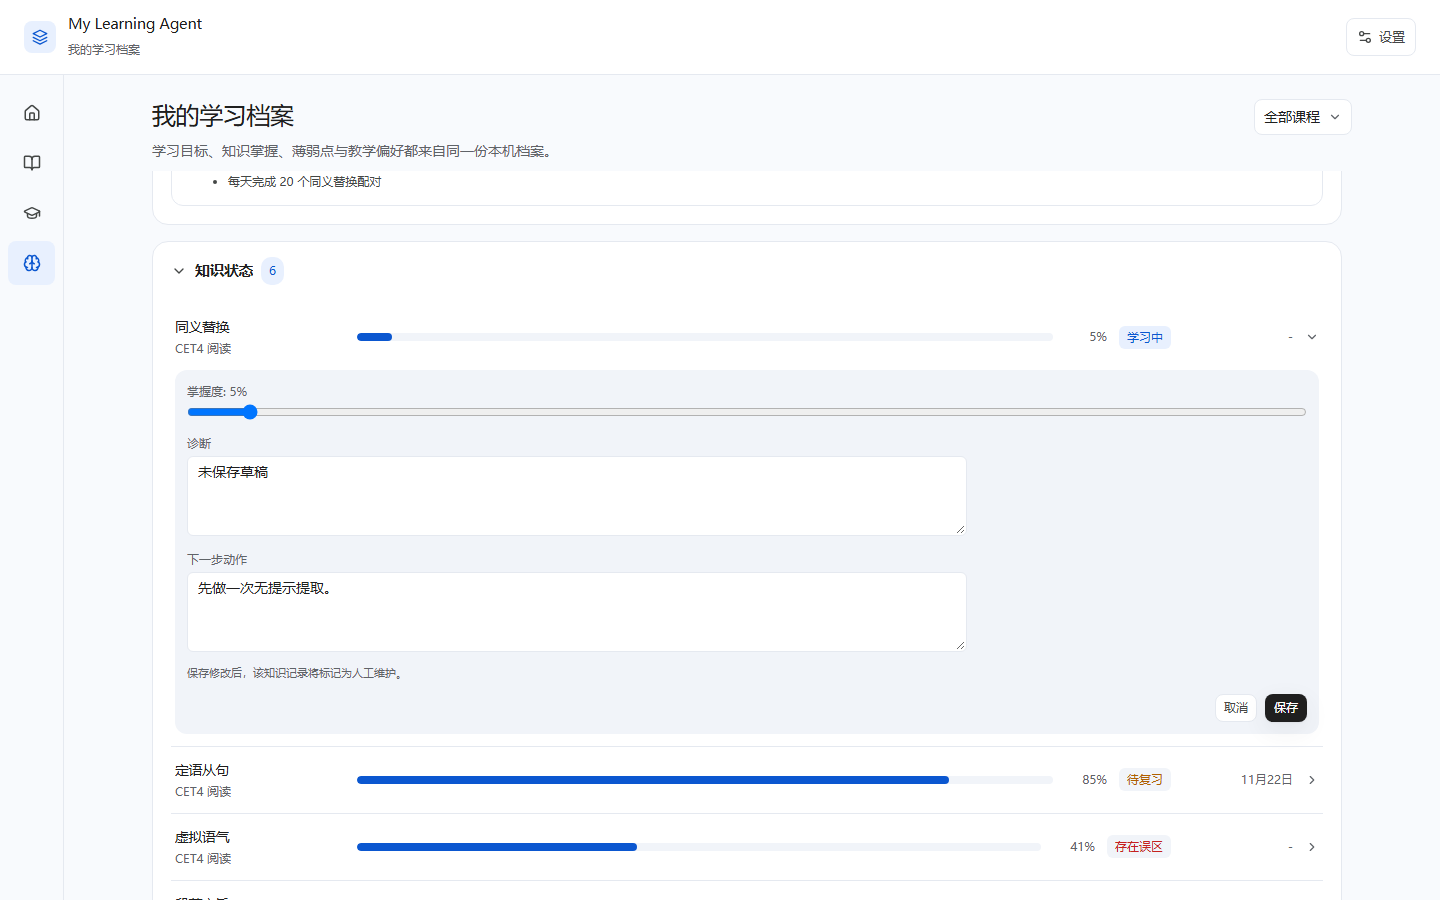 My Learning Agent
我的学习档案
设置
我的学习档案
全部课程
学习目标、知识掌握、薄弱点与教学偏好都来自同一份本机档案。
每天完成 20 个同义替换配对
知识状态 6
同义替换
CET4 阅读
5%
学习中
-
掌握度: 5%
诊断
未保存草稿
下一步动作
先做一次无提示提取。
保存修改后，该知识记录将标记为人工维护。
取消
保存
定语从句
CET4 阅读
85%
待复习
11月22日
虚拟语气
CET4 阅读
41%
存在误区
-